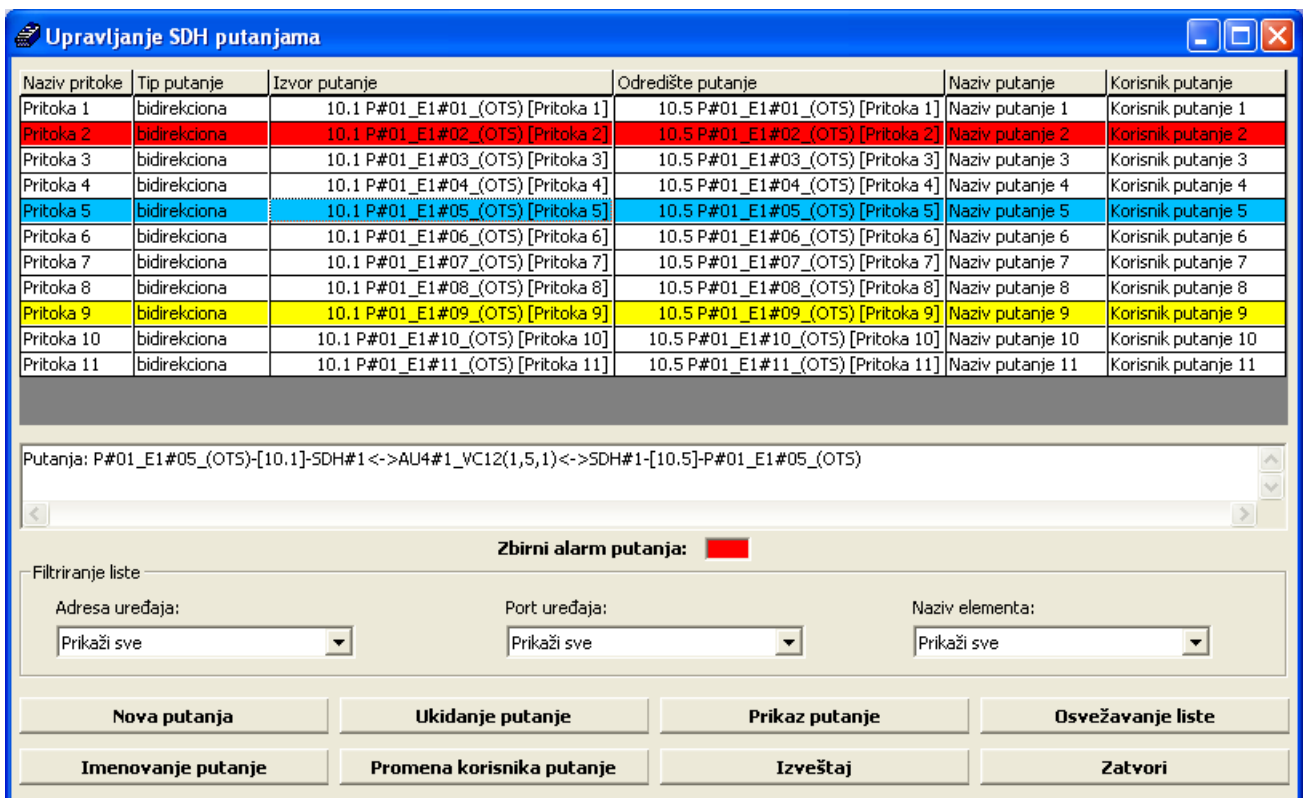 Upravljanje SDH putanjama
Naziv pritoke Tip putanje Izvor putanje Odredište putanje Naziv putanje Korisnik putanje
Pritoka 1 bidirekciona 10.1 P#01_E1#01_(OTS) [Pritoka 1] 10.5 P#01_E1#01_(OTS) [Pritoka 1] Naziv putanje 1 Korisnik putanje 1
Pritoka 2 bidirekciona 10.1 P#01_E1#02_(OTS) [Pritoka 2] 10.5 P#01_E1#02_(OTS) [Pritoka 2] Naziv putanje 2 Korisnik putanje 2
Pritoka 3 bidirekciona 10.1 P#01_E1#03_(OTS) [Pritoka 3] 10.5 P#01_E1#03_(OTS) [Pritoka 3] Naziv putanje 3 Korisnik putanje 3
Pritoka 4 bidirekciona 10.1 P#01_E1#04_(OTS) [Pritoka 4] 10.5 P#01_E1#04_(OTS) [Pritoka 4] Naziv putanje 4 Korisnik putanje 4
Pritoka 5 bidirekciona 10.1 P#01_E1#05_(OTS) [Pritoka 5] 10.5 P#01_E1#05_(OTS) [Pritoka 5] Naziv putanje 5 Korisnik putanje 5
Pritoka 6 bidirekciona 10.1 P#01_E1#06_(OTS) [Pritoka 6] 10.5 P#01_E1#06_(OTS) [Pritoka 6] Naziv putanje 6 Korisnik putanje 6
Pritoka 7 bidirekciona 10.1 P#01_E1#07_(OTS) [Pritoka 7] 10.5 P#01_E1#07_(OTS) [Pritoka 7] Naziv putanje 7 Korisnik putanje 7
Pritoka 8 bidirekciona 10.1 P#01_E1#08_(OTS) [Pritoka 8] 10.5 P#01_E1#08_(OTS) [Pritoka 8] Naziv putanje 8 Korisnik putanje 8
Pritoka 9 bidirekciona 10.1 P#01_E1#09_(OTS) [Pritoka 9] 10.5 P#01_E1#09_(OTS) [Pritoka 9] Naziv putanje 9 Korisnik putanje 9
Pritoka 10 bidirekciona 10.1 P#01_E1#10_(OTS) [Pritoka 10] 10.5 P#01_E1#10_(OTS) [Pritoka 10] Naziv putanje 10 Korisnik putanje 10
Pritoka 11 bidirekciona 10.1 P#01_E1#11_(OTS) [Pritoka 11] 10.5 P#01_E1#11_(OTS) [Pritoka 11] Naziv putanje 11 Korisnik putanje 11
Putanja: P#01_E1#05_(OTS)-[10.1]-SDH#1<->AU4#1_VC12(1,5,1)<->SDH#1-[10.5]-P#01_E1#05_(OTS)
Zbirni alarm putanja:
Filtriranje liste
Adresa uređaja: Port uređaja: Naziv elementa:
Prikaži sve Prikaži sve Prikaži sve
Nova putanja Ukidanje putanje Prikaz putanje Osvežavanje liste
Imenovanje putanje Promena korisnika putanje Izveštaj Zatvori